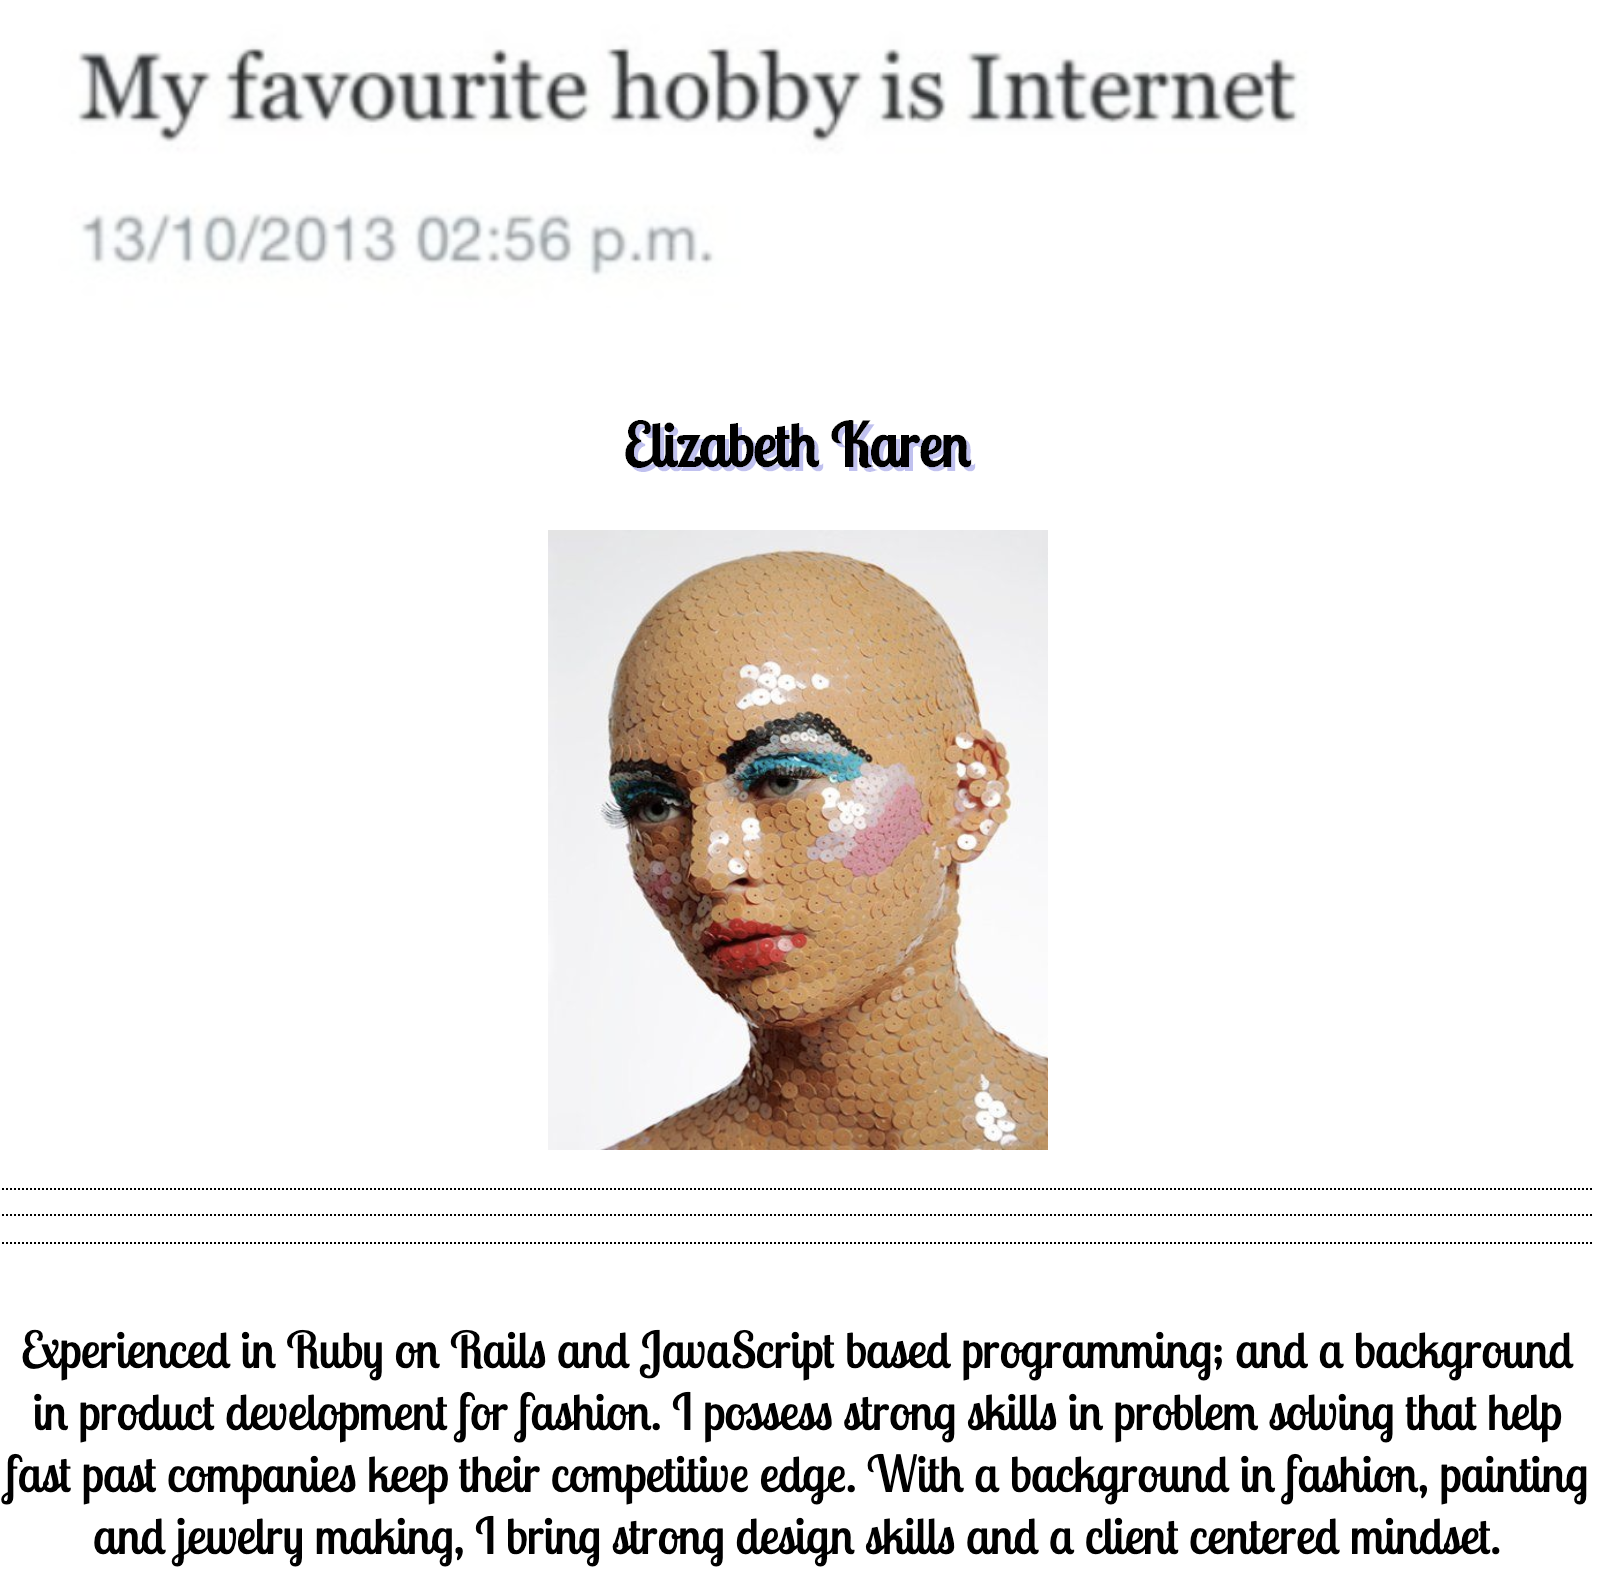 My favourite hobby is Internet
13/10/2013 02:56 p.m.
Elizabeth Karen
Experienced in Ruby on Rails and JavaScript based programming; and a background
in product development for fashion. I possess strong skills in problem solving that help
fast past companies keep their competitive edge. With a background in fashion, painting
and jewelry making, I bring strong design skills and a client centered mindset.